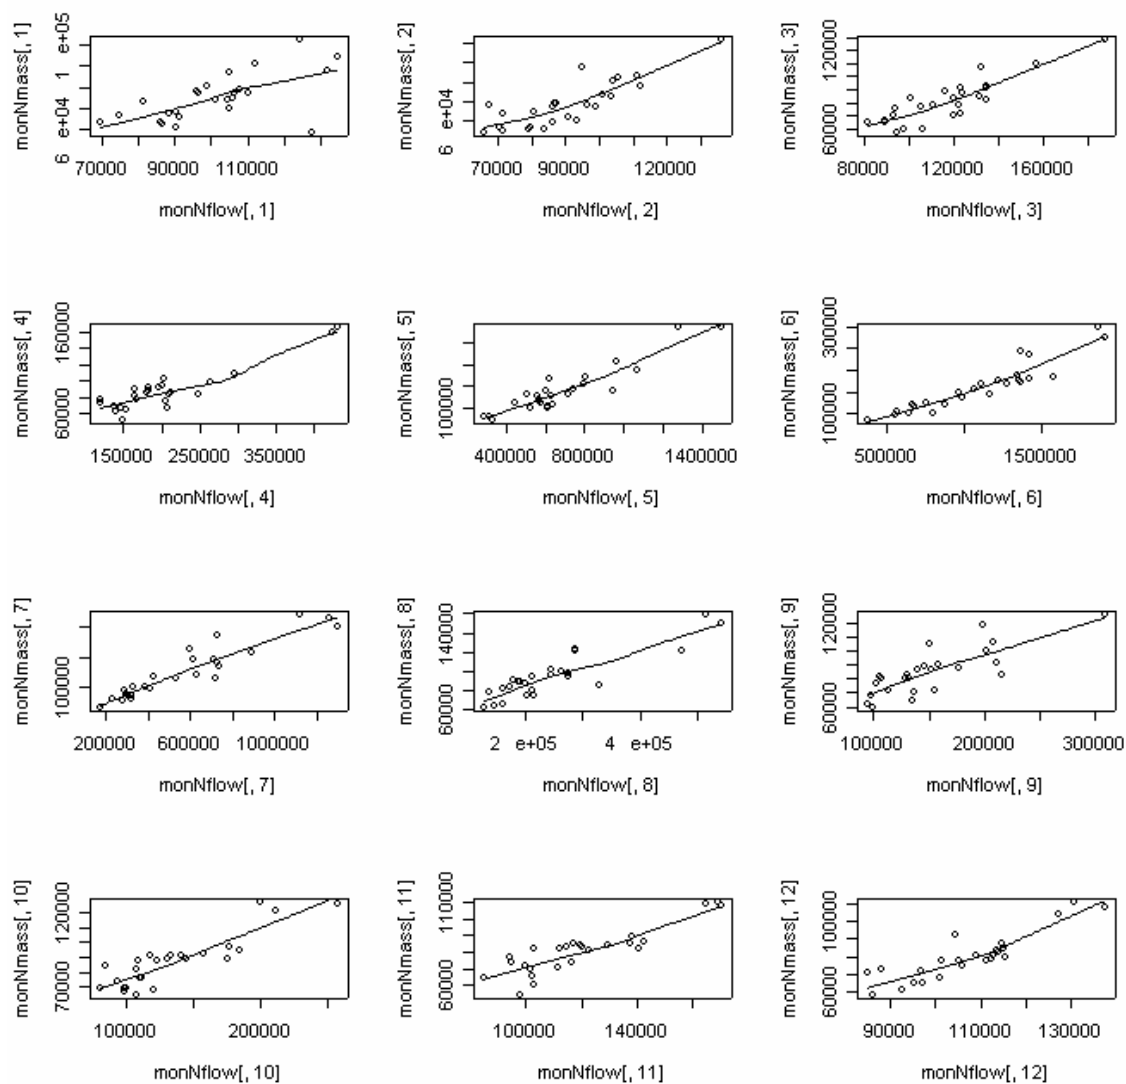 monNmass[, 1]
6 e+04 1 e+05
70000 90000 110000
monNflow[, 1]
monNmass[, 2]
6 e+04
70000 90000 120000
monNflow[, 2]
monNmass[, 3]
60000 120000
80000 120000 160000
monNflow[, 3]
monNmass[, 4]
60000 160000
150000 250000 350000
monNflow[, 4]
monNmass[, 5]
100000
400000 800000 1400000
monNflow[, 5]
monNmass[, 6]
100000 300000
500000 1500000
monNflow[, 6]
monNmass[, 7]
100000
200000 600000 1000000
monNflow[, 7]
monNmass[, 8]
60000 140000
2 e+05 4 e+05
monNflow[, 8]
monNmass[, 9]
60000 120000
100000 200000 300000
monNflow[, 9]
monNmass[, 10]
70000 120000
100000 200000
monNflow[, 10]
monNmass[, 11]
60000 110000
100000 140000
monNflow[, 11]
monNmass[, 12]
60000 100000
90000 110000 130000
monNflow[, 12]